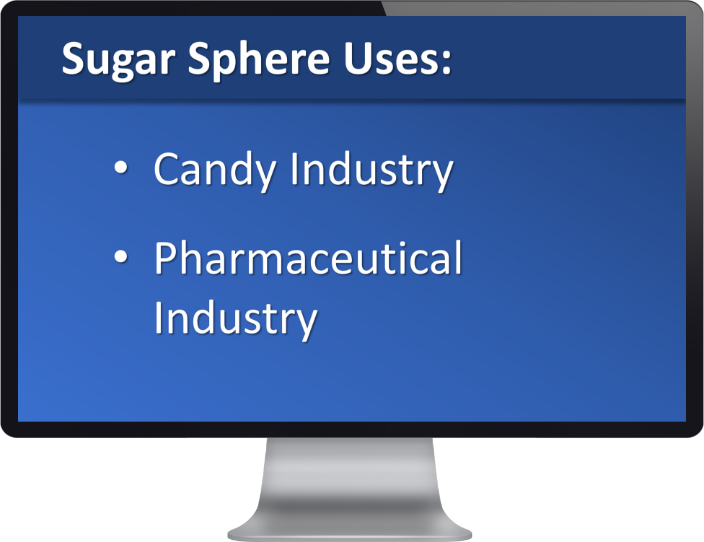 Sugar Sphere Uses:
• Candy Industry
• Pharmaceutical
Industry